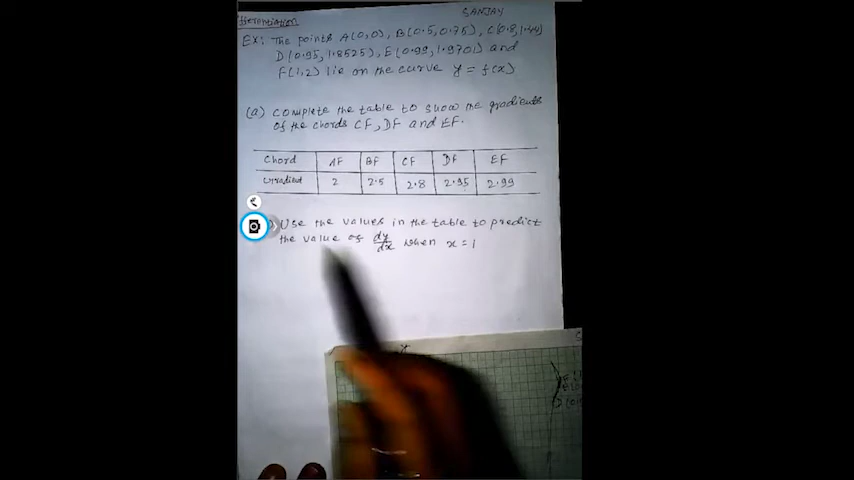 SANJAY
fferentiation
Ex: The points A(0,0), B(0.5,0.75), C(0.8,1.44)
D(0.95,1.8525), E(0.99,1.9701) and
F(1,2) lie on the curve y = f(x)
(a) Complete the table to show the gradients
of the chords CF, DF and EF.
Chord AF BF CF DF EF
Gradient 2 2.5 2.8 2.95 2.99
Use the values in the table to predict
the value of dy/dx when x = 1